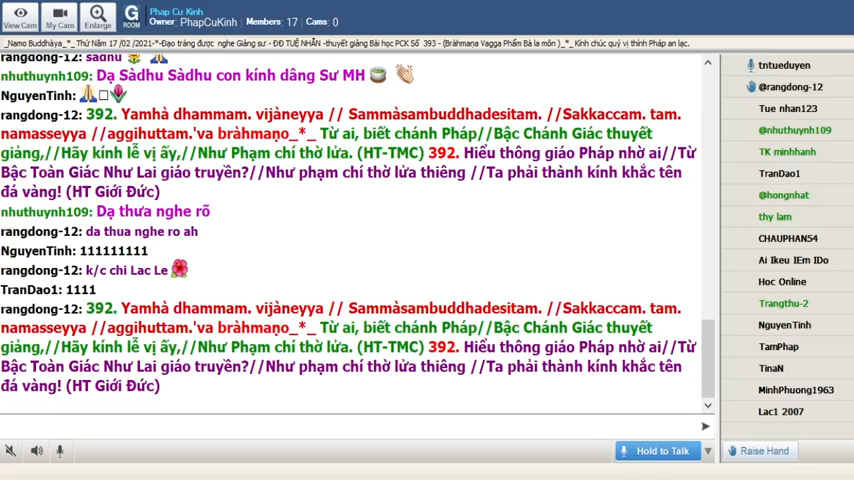 Phap Cu Kinh
Owner: PhapCuKinh Members: 17 Cams: 0
View Cam My Cam Enlarge G ROOM
_Namo Buddhàya_*_ Thứ Năm 17 /02 /2021-*-Đạo tràng được nghe Giảng sư - ĐĐ TUỆ NHÂN -thuyết giảng Bài học PCK Số 393 - (Bràhmaṇa Vagga Phẩm Bà la môn )_*_ Kính chúc quý vị thính Pháp an lạc.
rangdong-12: sadhu
nhuthuynh109: Dạ Sàdhu Sàdhu con kính dâng Sư MH
NguyenTinh:
rangdong-12: 392. Yamhà dhammam. vijàneyya // Sammàsambuddhadesitam. //Sakkaccam. tam.
namasseyya //aggihuttam.'va bràhmaṇo_*_ Từ ai, biết chánh Pháp//Bậc Chánh Giác thuyết
giảng,//Hãy kính lễ vị ấy,//Như Phạm chí thờ lửa. (HT-TMC) 392. Hiểu thông giáo Pháp nhờ ai//Từ
Bậc Toàn Giác Như Lai giáo truyền?//Như phạm chí thờ lửa thiêng //Ta phải thành kính khắc tên
đá vàng! (HT Giới Đức)
nhuthuynh109: Dạ thưa nghe rõ
rangdong-12: da thua nghe ro ah
NguyenTinh: 111111111
rangdong-12: k/c chi Lac Le
TranDao1: 1111
rangdong-12: 392. Yamhà dhammam. vijàneyya // Sammàsambuddhadesitam. //Sakkaccam. tam.
namasseyya //aggihuttam.'va bràhmaṇo_*_ Từ ai, biết chánh Pháp//Bậc Chánh Giác thuyết
giảng,//Hãy kính lễ vị ấy,//Như Phạm chí thờ lửa. (HT-TMC) 392. Hiểu thông giáo Pháp nhờ ai//Từ
Bậc Toàn Giác Như Lai giáo truyền?//Như phạm chí thờ lửa thiêng //Ta phải thành kính khắc tên
đá vàng! (HT Giới Đức)
Hold to Talk
tntueduyen
@rangdong-12
Tue nhan123
@nhuthuynh109
TK minhhanh
TranDao1
@hongnhat
thy lam
CHAUPHAN54
Ai Ikeu IEm IDo
Hoc Online
Trangthu-2
NguyenTinh
TamPhap
TinaN
MinhPhuong1963
Lac1 2007
Raise Hand